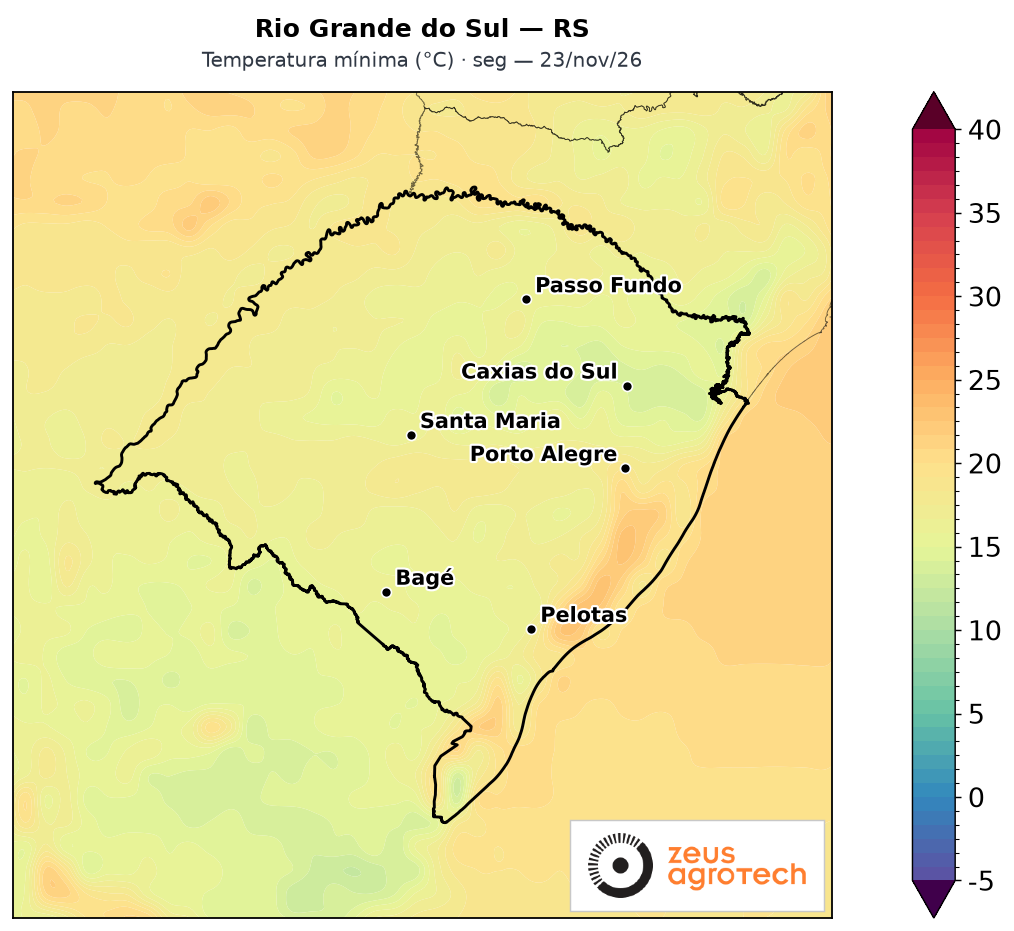 Rio Grande do Sul — RS
Temperatura mínima (°C) · seg — 23/nov/26
Passo Fundo
Caxias do Sul
Santa Maria
Porto Alegre
Bagé
Pelotas
40
35
30
25
20
15
10
5
0
-5
zeus
agrotech